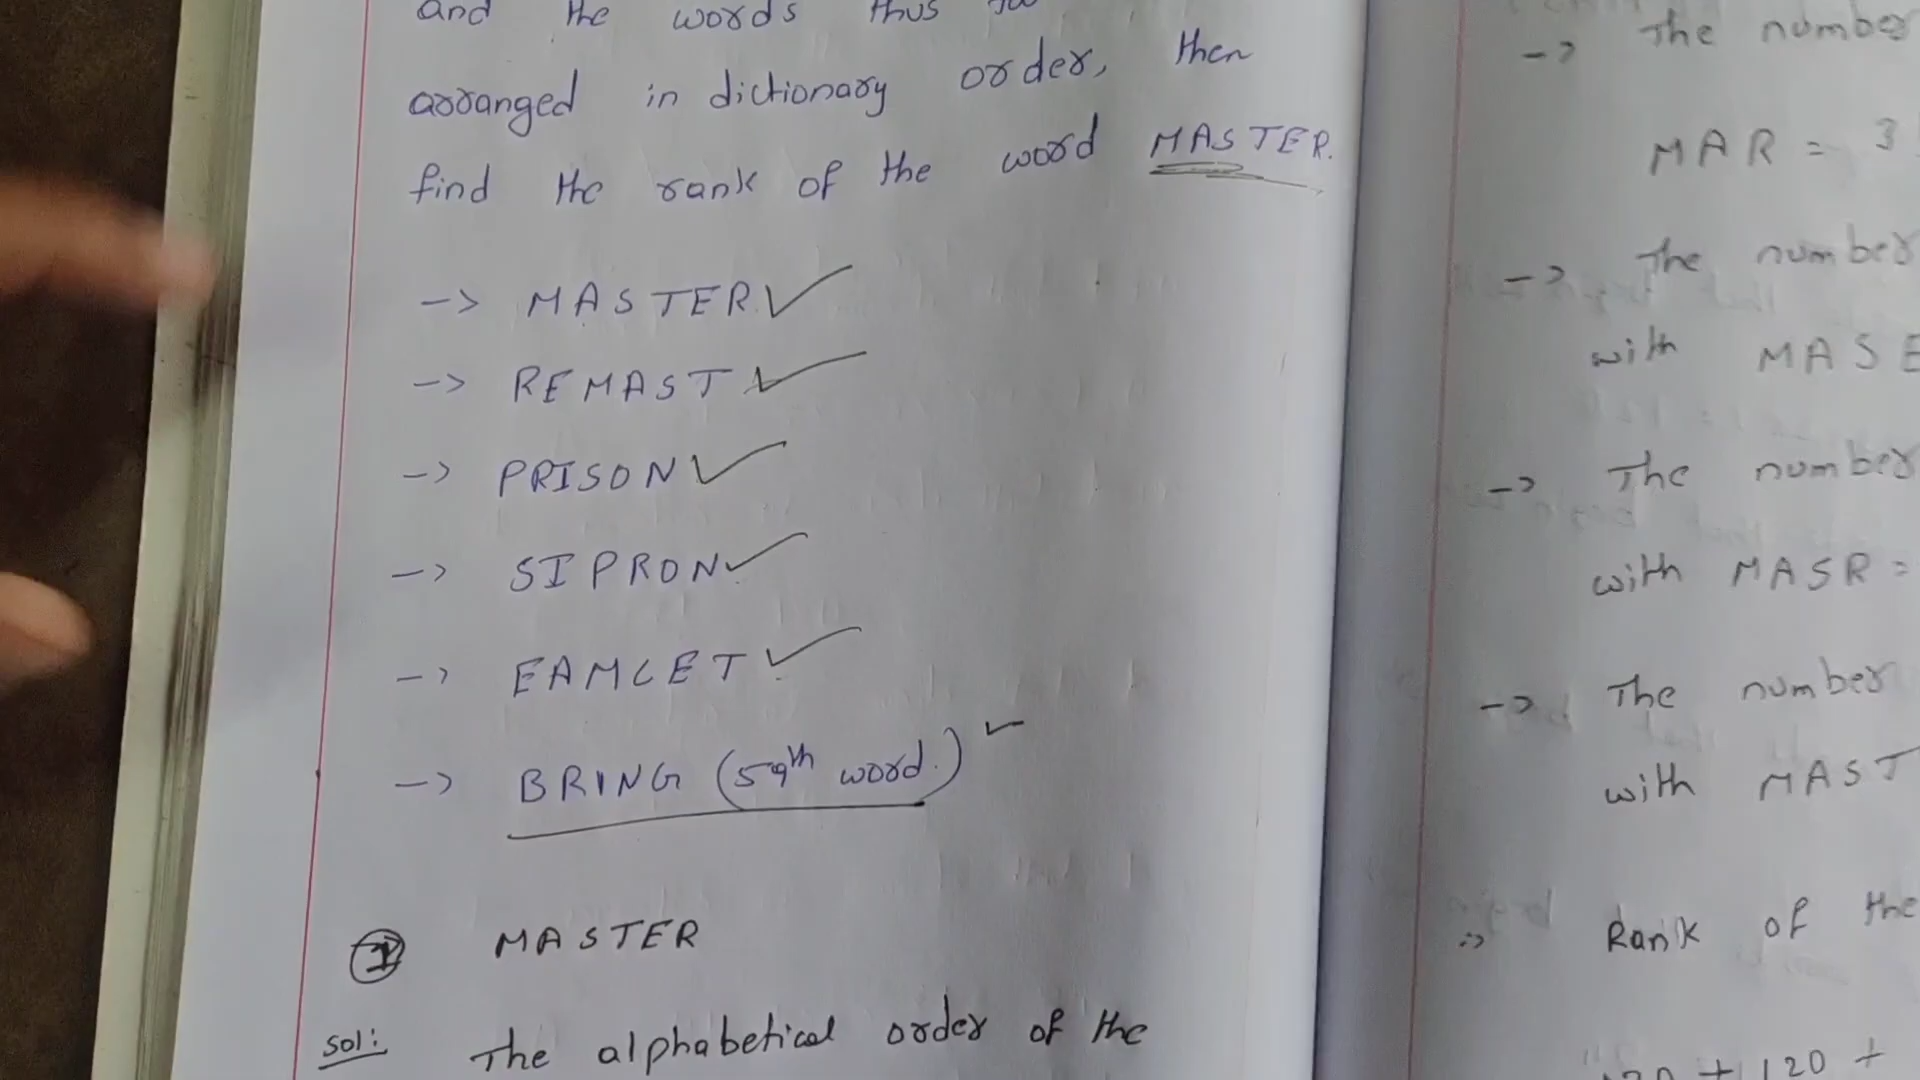 and the words thus
arranged in dictionary order, then
find the rank of the word MASTER.
-> MASTER ✓
-> REMAST ✓
-> PRISON ✓
-> SIPRON ✓
-> EAMCET ✓
-> BRING (59th word.) ✓
① MASTER
Sol: The alphabetical order of the
-> The number
MAR = 3
-> The number
with MASE
-> The number
with MASR =
-> The number
with MAST
∴ Rank of the
120 +